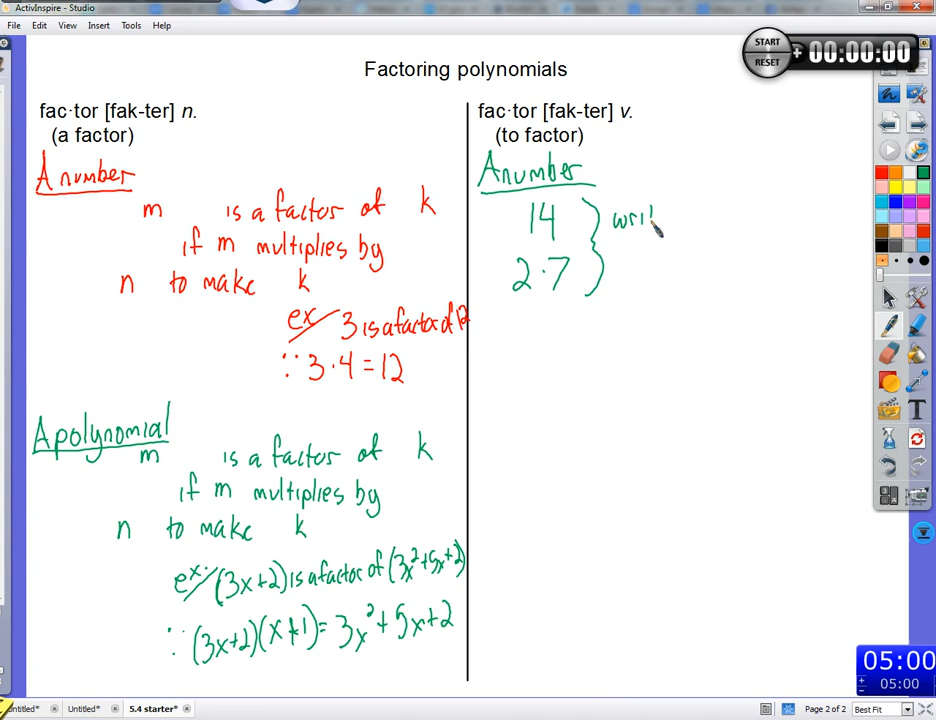 ActivInspire - Studio
File Edit View Insert Tools
START
RESET
+ 00:00:00
Factoring polynomials
fac·tor [fak-ter] n.
(a factor)
A number
m is a factor of k
if m multiplies by
n to make k
ex/ 3 is a factor of 12
∵ 3·4 = 12
A polynomial
m is a factor of k
if m multiplies by
n to make k
ex./ (3x+2) is a factor of (3x²+5x+2)
∵ (3x+2)(x+1) = 3x²+5x+2
fac·tor [fak-ter] v.
(to factor)
A number
14
2·7
writ
T
05:00
05:00
ntitled* Untitled* 5.4 starter*
Page 2 of 2 Best Fit